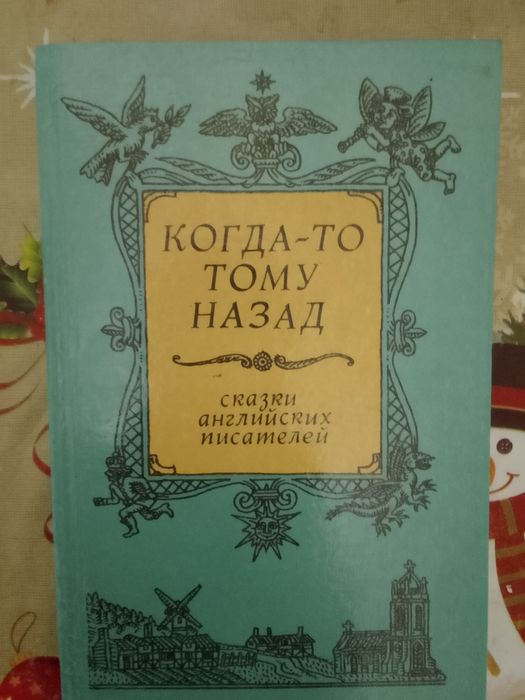 КОГДА-ТО
ТОМУ
НАЗАД
сказки
английских
писателей